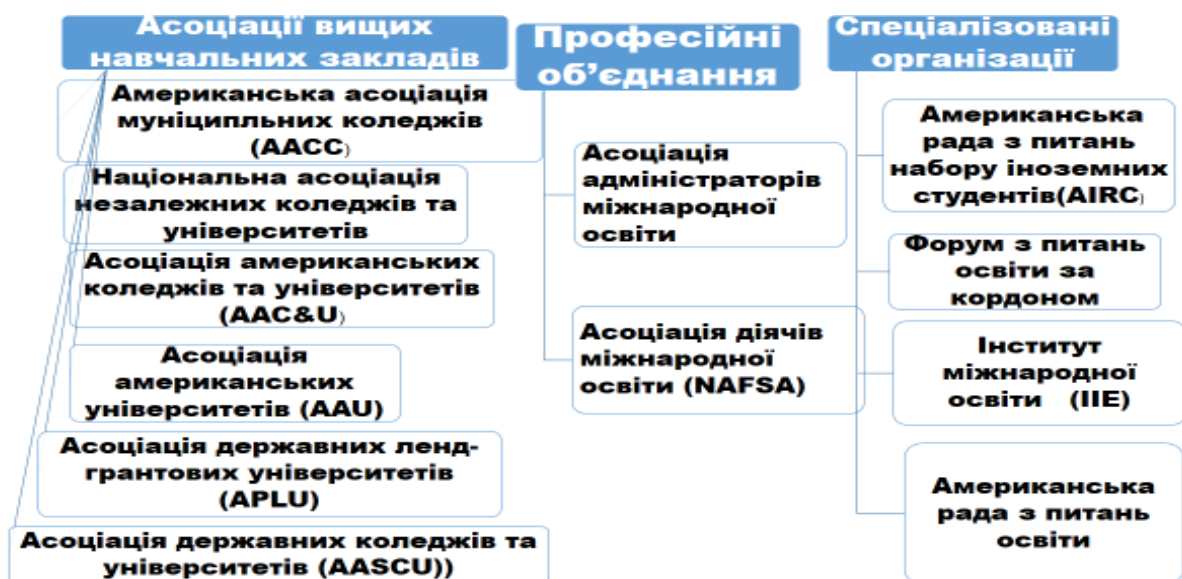 Асоціації вищих
навчальних закладів
Американська асоціація
муніципльних коледжів
(AACC)
Національна асоціація
незалежних коледжів та
університетів
Асоціація американських
коледжів та університетів
(AAC&U)
Асоціація
американських
університетів (AAU)
Асоціація державних ленд-
грантових університетів
(APLU)
Асоціація державних коледжів та
університетів (AASCU))
Професійні
об’єднання
Асоціація
адміністраторів
міжнародної
освіти
Асоціація діячів
міжнародної
освіти (NAFSA)
Спеціалізовані
організації
Американська
рада з питань
набору іноземних
студентів(AIRC)
Форум з питань
освіти за
кордоном
Інститут
міжнародної
освіти (IIE)
Американська
рада з питань
освіти